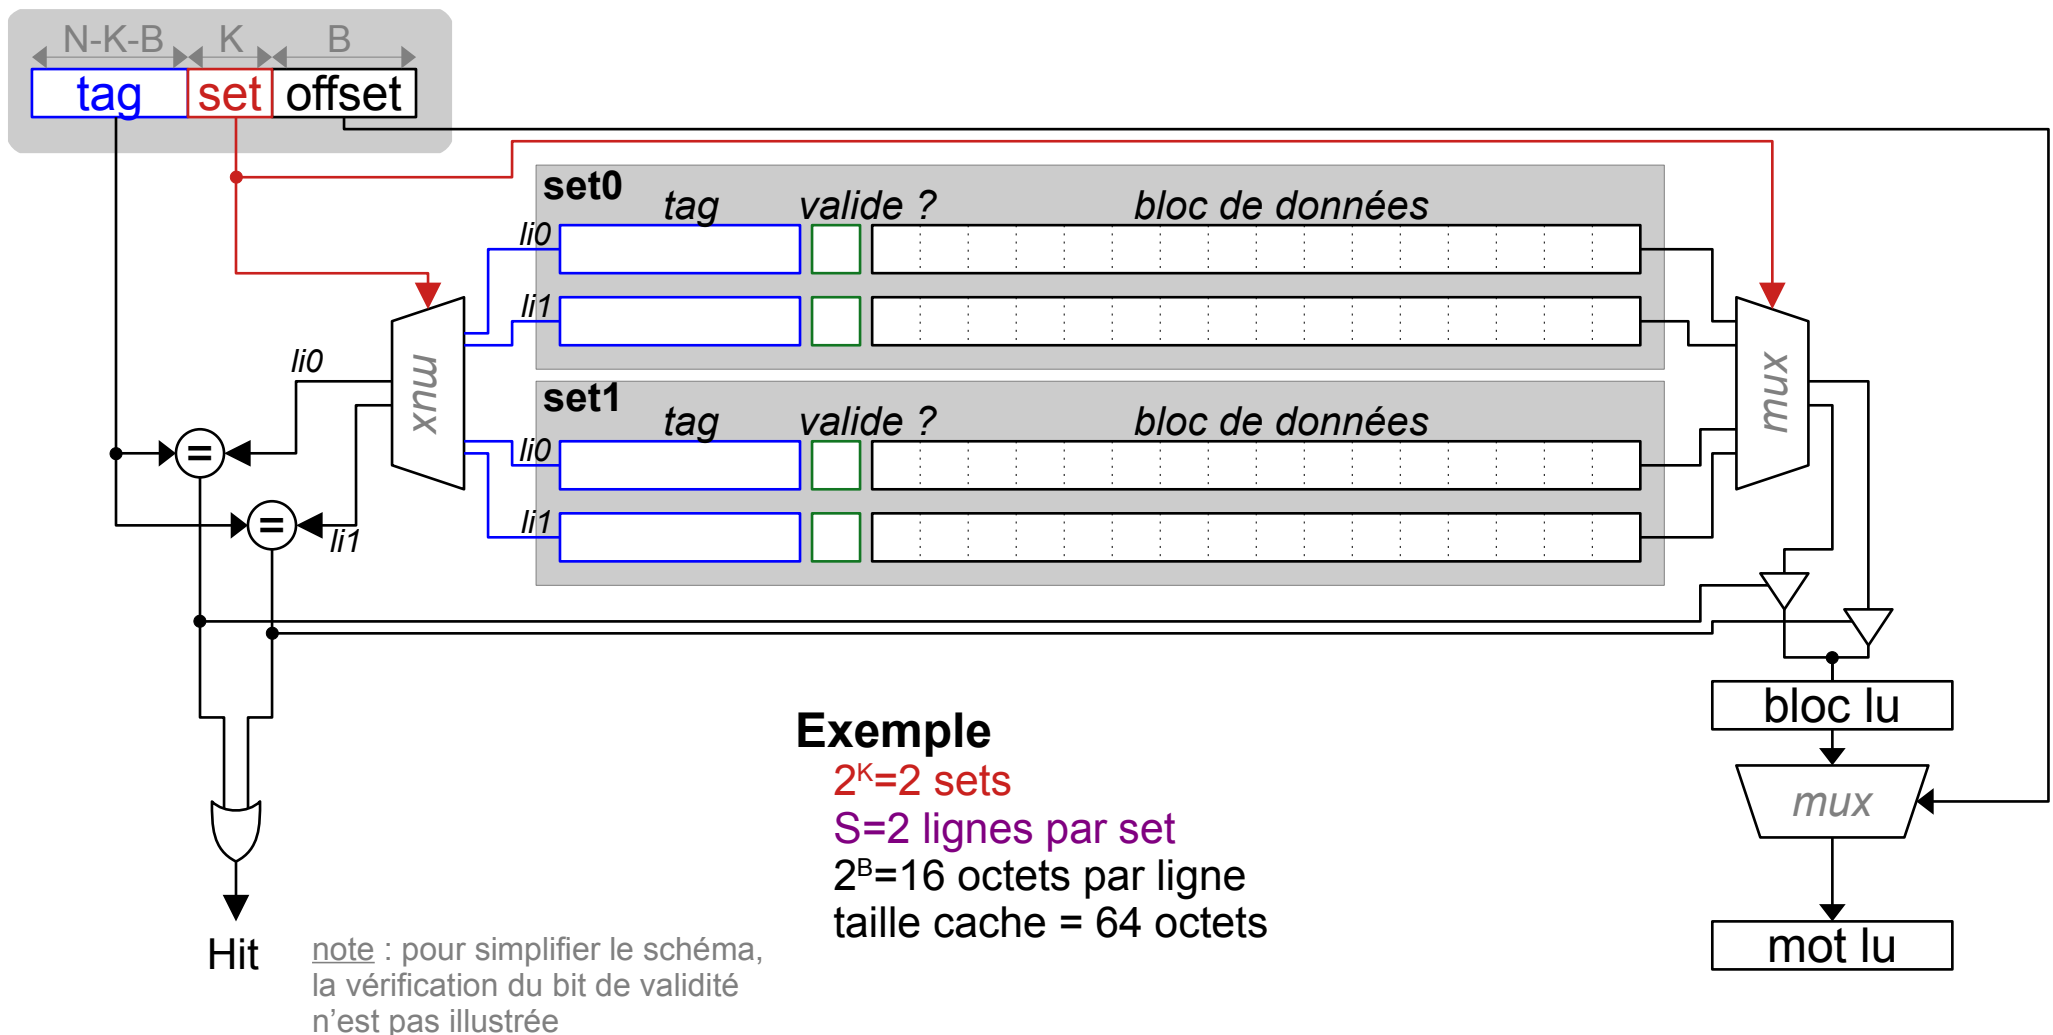 N-K-B K B
tag set offset
set0
tag valide ? bloc de données
li0
li1
mux
mux
set1
tag valide ? bloc de données
li0
li1
li0
=
=
li1
bloc lu
mux
mot lu
Exemple
2ᴷ=2 sets
S=2 lignes par set
2ᴮ=16 octets par ligne
taille cache = 64 octets
Hit
note : pour simplifier le schéma,
la vérification du bit de validité
n'est pas illustrée